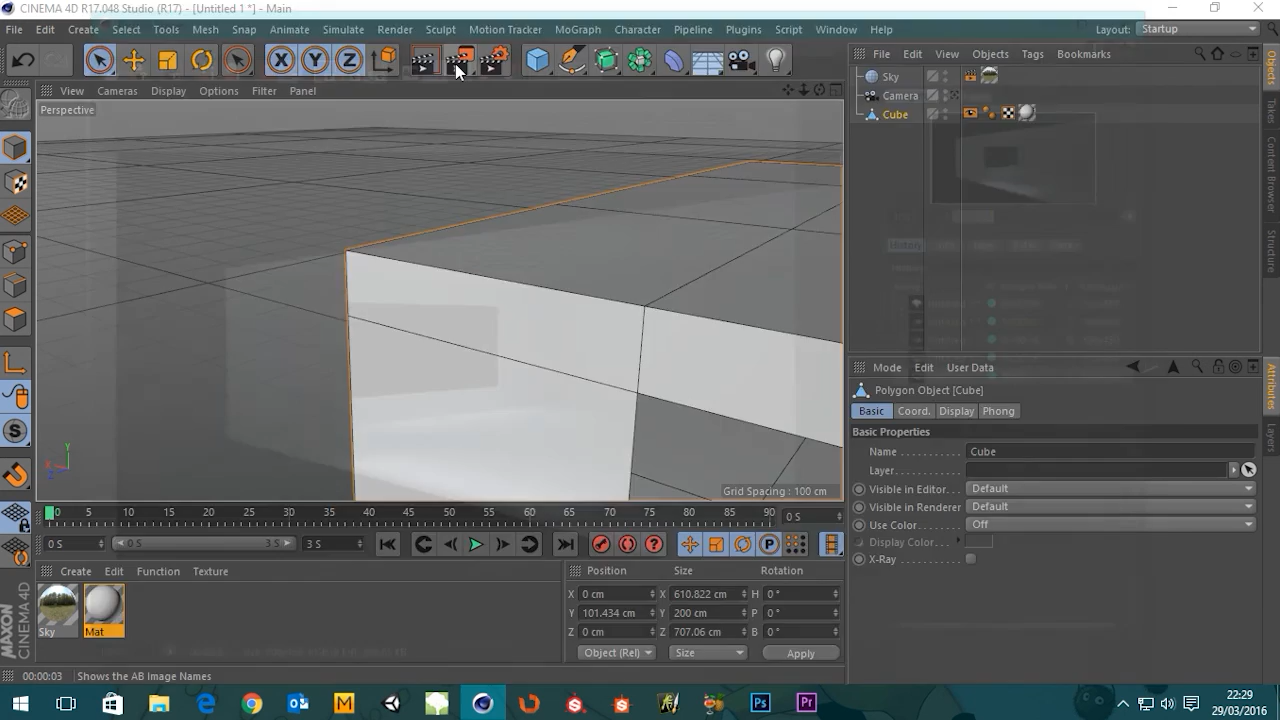 CINEMA 4D R17.048 Studio (R17) - [Untitled 1 *] - Main
File Edit Create Select Tools Mesh Snap Animate Simulate Render Sculpt Motion Tracker MoGraph Character Pipeline Plugins Script Window Help Layout: Startup
X Y Z
File Edit View Objects Tags Bookmarks
View Cameras Display Options Filter Panel
Perspective
Sky
Camera
Cube
Objects
Takes
Content Browser
Structure
Mode Edit User Data
Polygon Object [Cube]
Basic Coord. Display Phong
Basic Properties
Name Cube
Layer
Visible in Editor Default
Visible in Renderer Default
Use Color Off
Display Color
X-Ray
Attributes
Layers
Y
X
Z
Grid Spacing : 100 cm
0 5 10 15 20 25 30 35 40 45 50 55 60 65 70 75 80 85 90 0 S
0 S 0 S 3 S 3 S
Create Edit Function Texture
Sky Mat
Position Size Rotation
X 0 cm X 610.822 cm H 0 °
Y 101.434 cm Y 200 cm P 0 °
Z 0 cm Z 707.06 cm B 0 °
Object (Rel) Size Apply
MAXON
CINEMA 4D
00:00:03 Shows the AB Image Names
22:29
29/03/2016